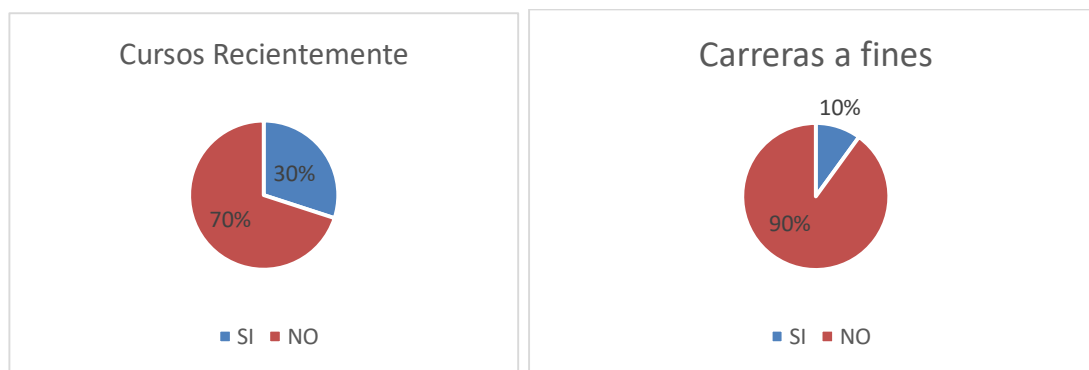 Cursos Recientemente
30%
70%
SI NO
Carreras a fines
10%
90%
SI NO